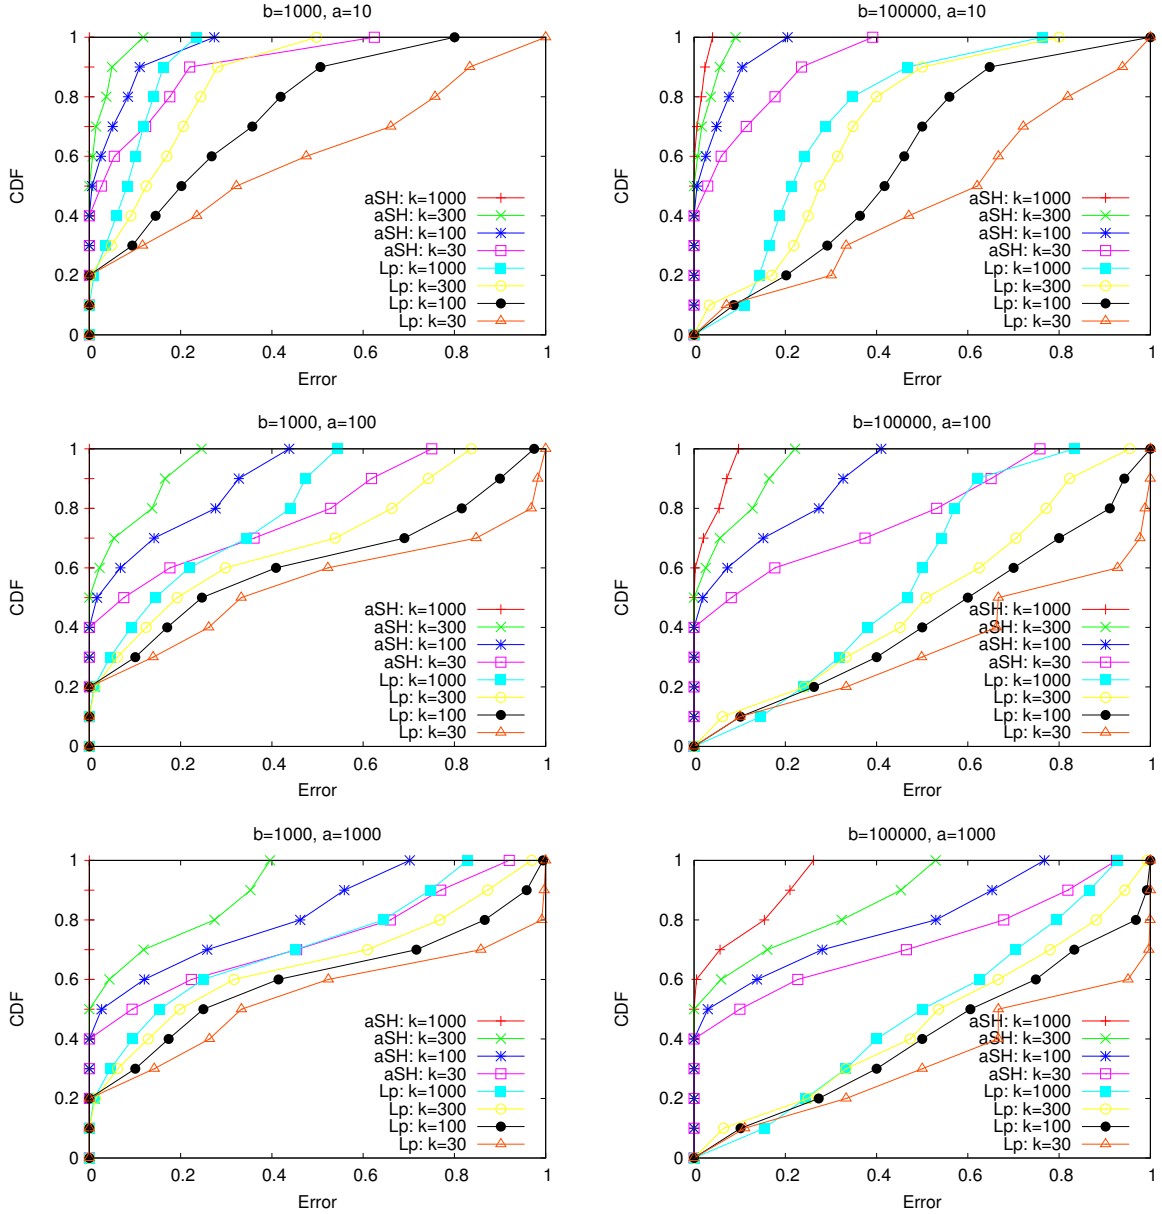 b=1000, a=10
CDF
1
0.8
0.6
0.4
0.2
0
aSH: k=1000
aSH: k=300
aSH: k=100
aSH: k=30
Lp: k=1000
Lp: k=300
Lp: k=100
Lp: k=30
0 0.2 0.4 0.6 0.8 1
Error
b=100000, a=10
CDF
1
0.8
0.6
0.4
0.2
0
aSH: k=1000
aSH: k=300
aSH: k=100
aSH: k=30
Lp: k=1000
Lp: k=300
Lp: k=100
Lp: k=30
0 0.2 0.4 0.6 0.8 1
Error
b=1000, a=100
CDF
1
0.8
0.6
0.4
0.2
0
aSH: k=1000
aSH: k=300
aSH: k=100
aSH: k=30
Lp: k=1000
Lp: k=300
Lp: k=100
Lp: k=30
0 0.2 0.4 0.6 0.8 1
Error
b=100000, a=100
CDF
1
0.8
0.6
0.4
0.2
0
aSH: k=1000
aSH: k=300
aSH: k=100
aSH: k=30
Lp: k=1000
Lp: k=300
Lp: k=100
Lp: k=30
0 0.2 0.4 0.6 0.8 1
Error
b=1000, a=1000
CDF
1
0.8
0.6
0.4
0.2
0
aSH: k=1000
aSH: k=300
aSH: k=100
aSH: k=30
Lp: k=1000
Lp: k=300
Lp: k=100
Lp: k=30
0 0.2 0.4 0.6 0.8 1
Error
b=100000, a=1000
CDF
1
0.8
0.6
0.4
0.2
0
aSH: k=1000
aSH: k=300
aSH: k=100
aSH: k=30
Lp: k=1000
Lp: k=300
Lp: k=100
Lp: k=30
0 0.2 0.4 0.6 0.8 1
Error